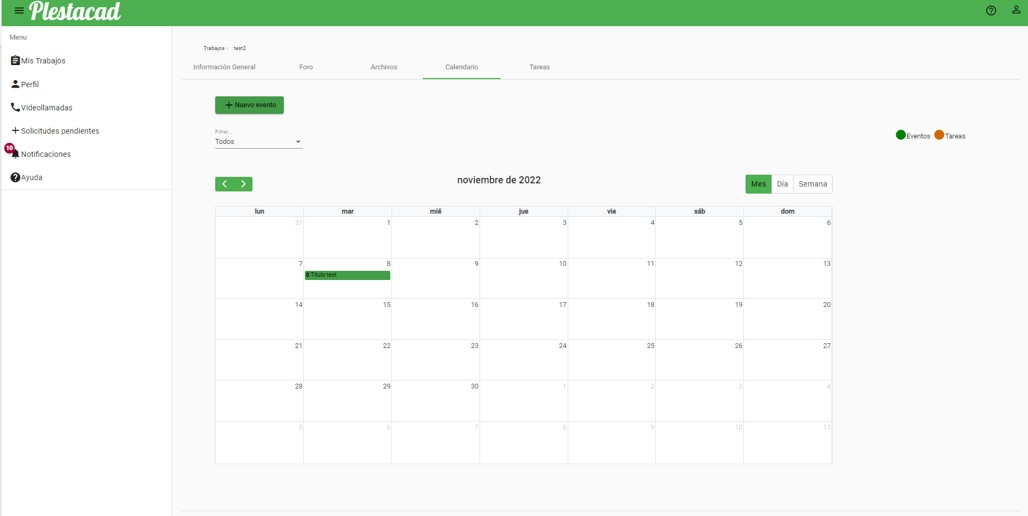 Plestacad
Menu
Mis Trabajos
Perfil
Videollamadas
Solicitudes pendientes
10
Notificaciones
Ayuda
Trabajos test2
Información General Foro Archivos Calendario Tareas
+ Nuevo evento
Filtrar...
Todos
Eventos Tareas
noviembre de 2022
Mes Día Semana
lun mar mié jue vie sáb dom
31 1 2 3 4 5 6
7 8 9 10 11 12 13
0 Titulo test
14 15 16 17 18 19 20
21 22 23 24 25 26 27
28 29 30 1 2 3 4
5 6 7 8 9 10 11